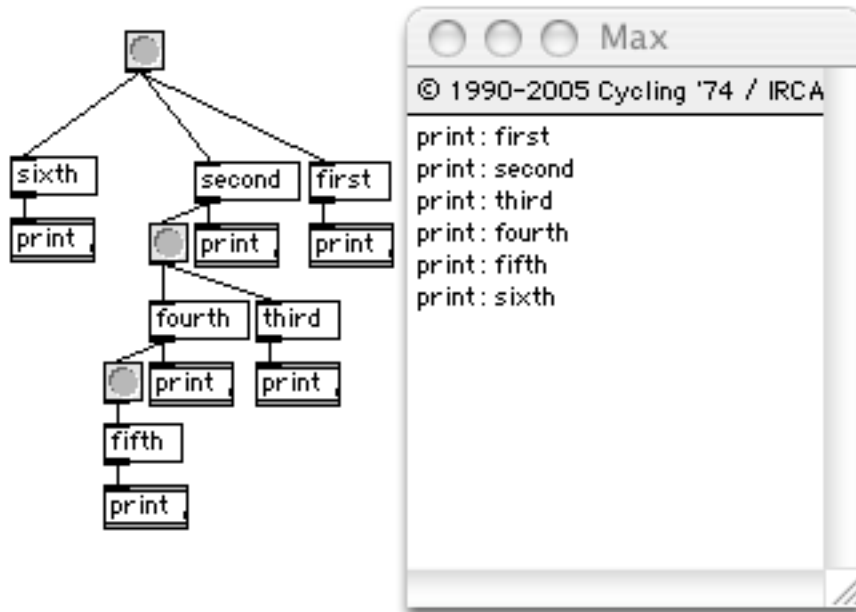 Max
© 1990-2005 Cycling '74 / IRCA
print: first
print: second
print: third
print: fourth
print: fifth
print: sixth
sixth
second
first
print
print
print
fourth
third
print
print
fifth
print